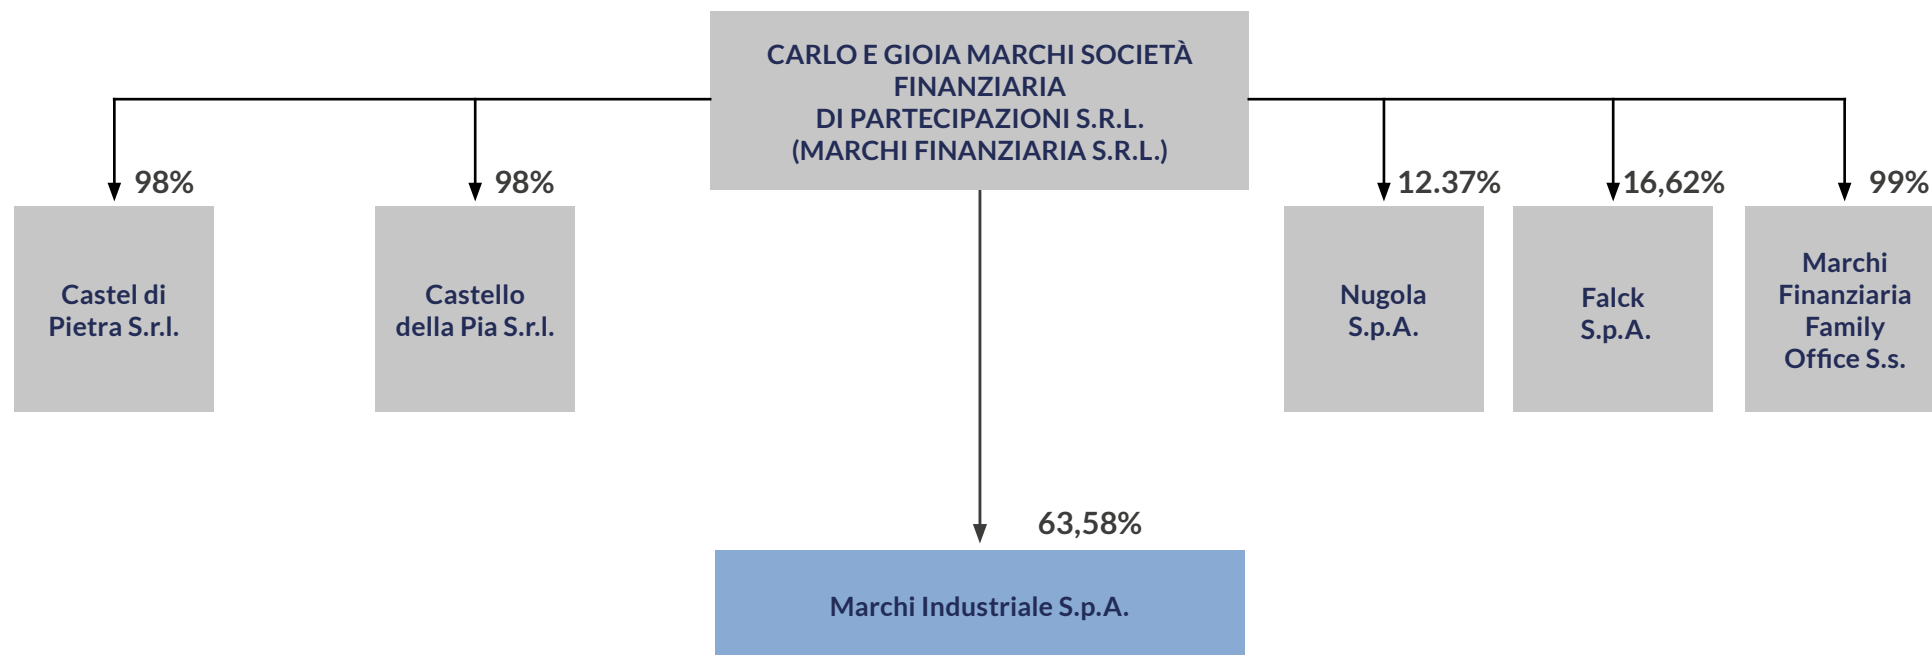 CARLO E GIOIA MARCHI SOCIETÀ
FINANZIARIA
DI PARTECIPAZIONI S.R.L.
(MARCHI FINANZIARIA S.R.L.)
98%
98%
12.37%
16,62%
99%
Castel di
Pietra S.r.l.
Castello
della Pia S.r.l.
Nugola
S.p.A.
Falck
S.p.A.
Marchi
Finanziaria
Family
Office S.s.
63,58%
Marchi Industriale S.p.A.